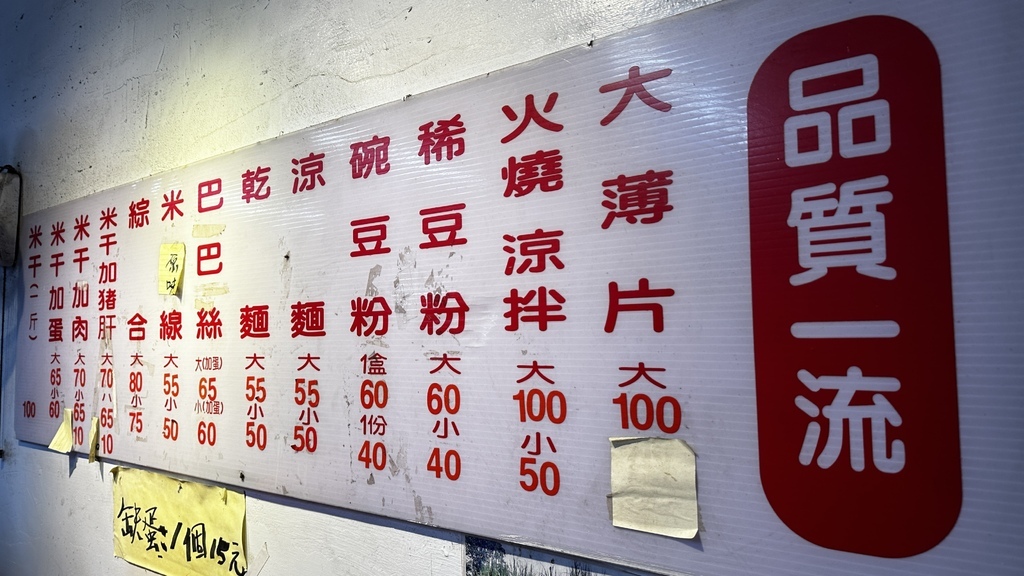 品質一流
大薄片 大100
火燒涼拌 大100 小50
稀豆粉 大60 小40
碗豆粉 1盒60 1份40
涼麵 大55 小50
乾麵 大55 小50
巴巴絲 大(加蛋)65 小(加蛋)60
米線 大55 小50
原味
綜合 大80 小75
米干加猪肝 大70 小65
米干加肉 大70 小65
米干加蛋 大65 小60
米干(一斤) 100
1個15元